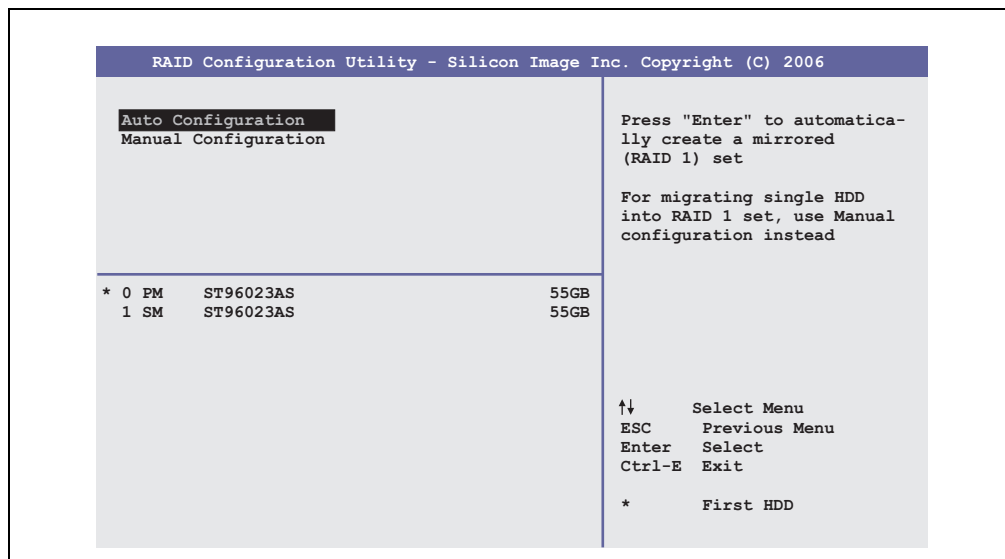 RAID Configuration Utility - Silicon Image Inc. Copyright (C) 2006
Auto Configuration
Manual Configuration
Press "Enter" to automatica-
lly create a mirrored
(RAID 1) set
For migrating single HDD
into RAID 1 set, use Manual
configuration instead
* 0 PM ST96023AS 55GB
1 SM ST96023AS 55GB
↑↓ Select Menu
ESC Previous Menu
Enter Select
Ctrl-E Exit
* First HDD